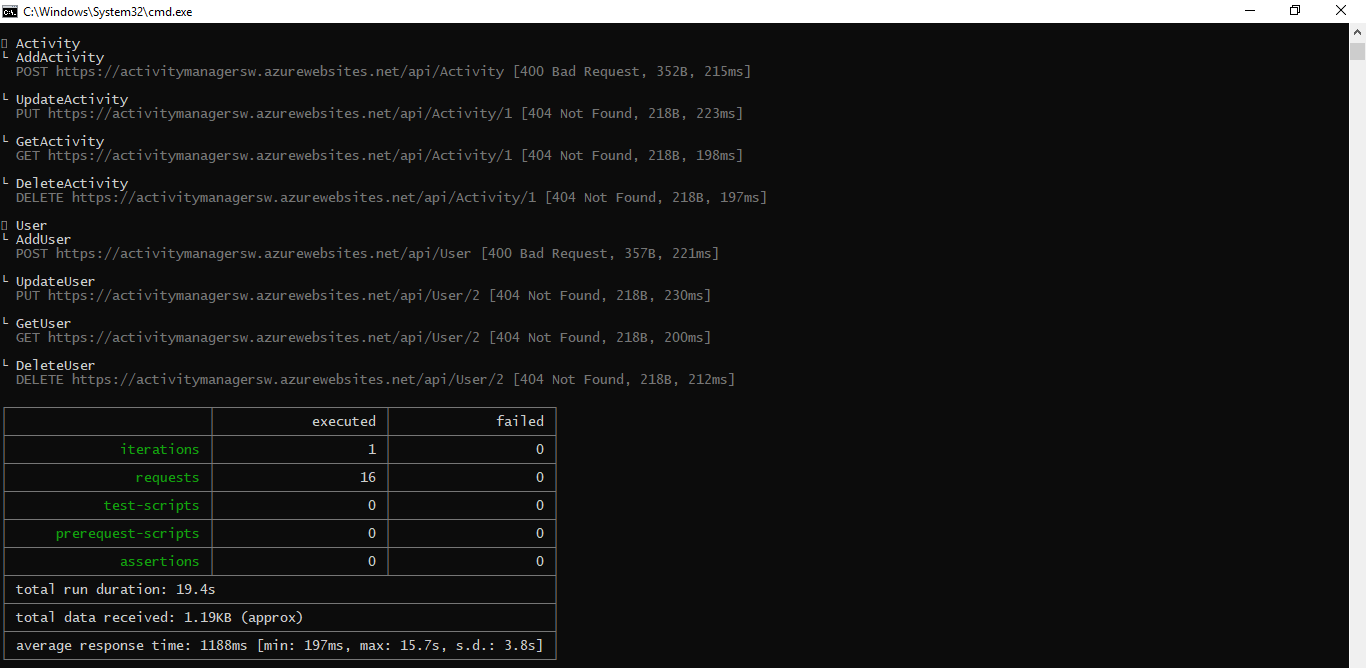 C:\Windows\System32\cmd.exe
Activity
└ AddActivity
POST https://activitymanagersw.azurewebsites.net/api/Activity [400 Bad Request, 352B, 215ms]
└ UpdateActivity
PUT https://activitymanagersw.azurewebsites.net/api/Activity/1 [404 Not Found, 218B, 223ms]
└ GetActivity
GET https://activitymanagersw.azurewebsites.net/api/Activity/1 [404 Not Found, 218B, 198ms]
└ DeleteActivity
DELETE https://activitymanagersw.azurewebsites.net/api/Activity/1 [404 Not Found, 218B, 197ms]
User
└ AddUser
POST https://activitymanagersw.azurewebsites.net/api/User [400 Bad Request, 357B, 221ms]
└ UpdateUser
PUT https://activitymanagersw.azurewebsites.net/api/User/2 [404 Not Found, 218B, 230ms]
└ GetUser
GET https://activitymanagersw.azurewebsites.net/api/User/2 [404 Not Found, 218B, 200ms]
└ DeleteUser
DELETE https://activitymanagersw.azurewebsites.net/api/User/2 [404 Not Found, 218B, 212ms]
executed failed
iterations 1 0
requests 16 0
test-scripts 0 0
prerequest-scripts 0 0
assertions 0 0
total run duration: 19.4s
total data received: 1.19KB (approx)
average response time: 1188ms [min: 197ms, max: 15.7s, s.d.: 3.8s]